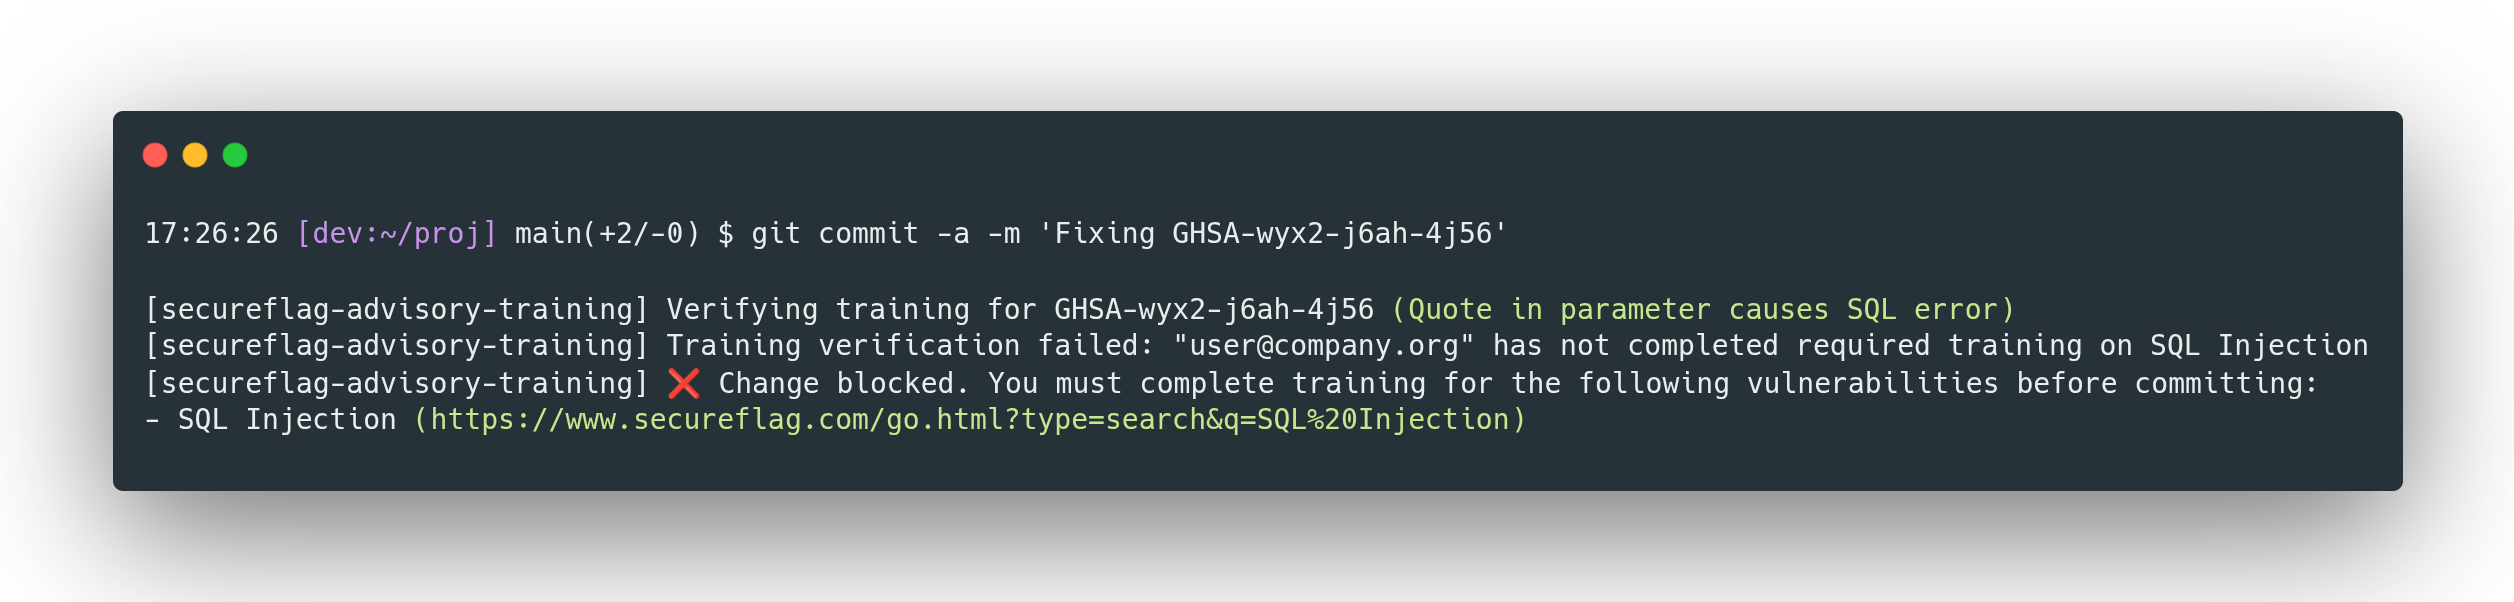 17:26:26 [dev:~/proj] main(+2/-0) $ git commit -a -m 'Fixing GHSA-wyx2-j6ah-4j56'
[secureflag-advisory-training] Verifying training for GHSA-wyx2-j6ah-4j56 (Quote in parameter causes SQL error)
[secureflag-advisory-training] Training verification failed: "user@company.org" has not completed required training on SQL Injection
[secureflag-advisory-training] ❌ Change blocked. You must complete training for the following vulnerabilities before committing:
- SQL Injection (https://www.secureflag.com/go.html?type=search&q=SQL%20Injection)